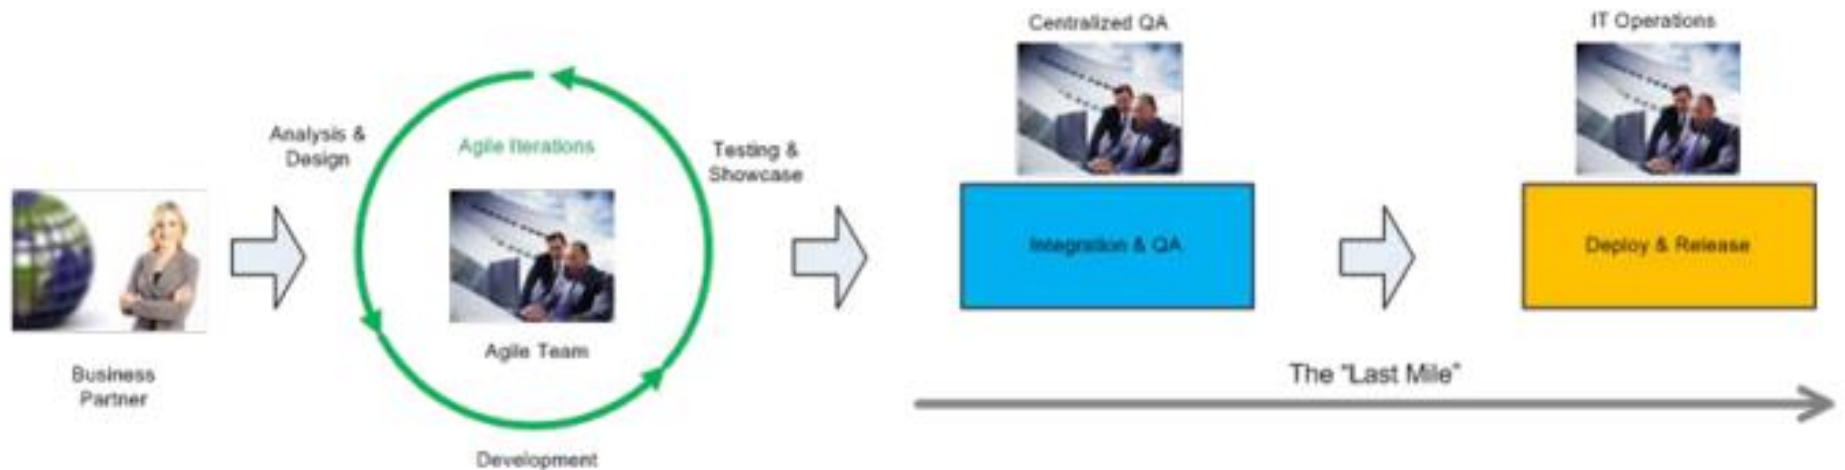 Business
Partner
Analysis &
Design
Agile Iterations
Agile Team
Testing &
Showcase
Development
Centralized QA
Integration & QA
IT Operations
Deploy & Release
The "Last Mile"